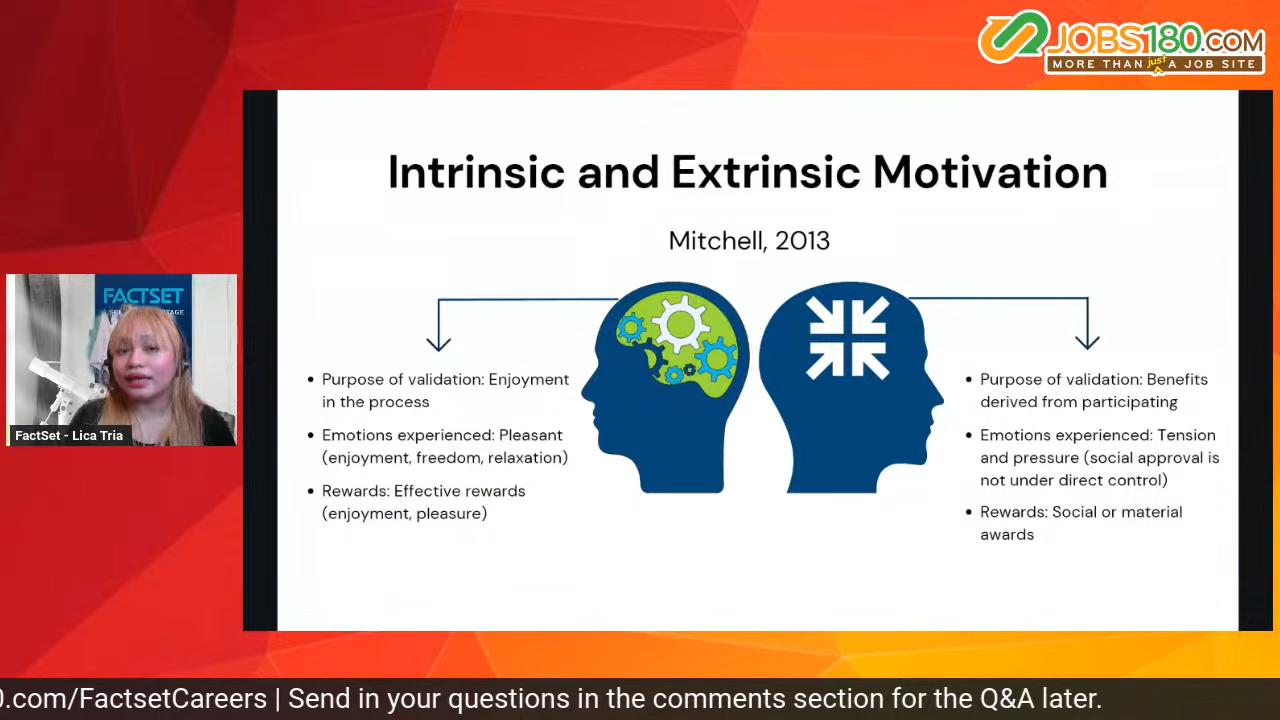 JOBS180.COM
MORE THAN just A JOB SITE
Intrinsic and Extrinsic Motivation
Mitchell, 2013
• Purpose of validation: Enjoyment
in the process
• Emotions experienced: Pleasant
(enjoyment, freedom, relaxation)
• Rewards: Effective rewards
(enjoyment, pleasure)
• Purpose of validation: Benefits
derived from participating
• Emotions experienced: Tension
and pressure (social approval is
not under direct control)
• Rewards: Social or material
awards
FACTSET
FactSet - Lica Tria
0.com/FactsetCareers | Send in your questions in the comments section for the Q&A later.